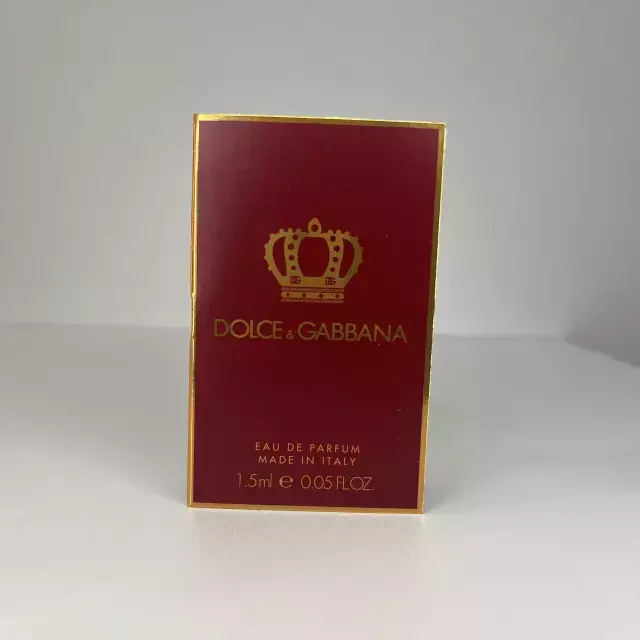 DOLCE & GABBANA
EAU DE PARFUM
MADE IN ITALY
1.5ml e 0.05 FL.OZ.